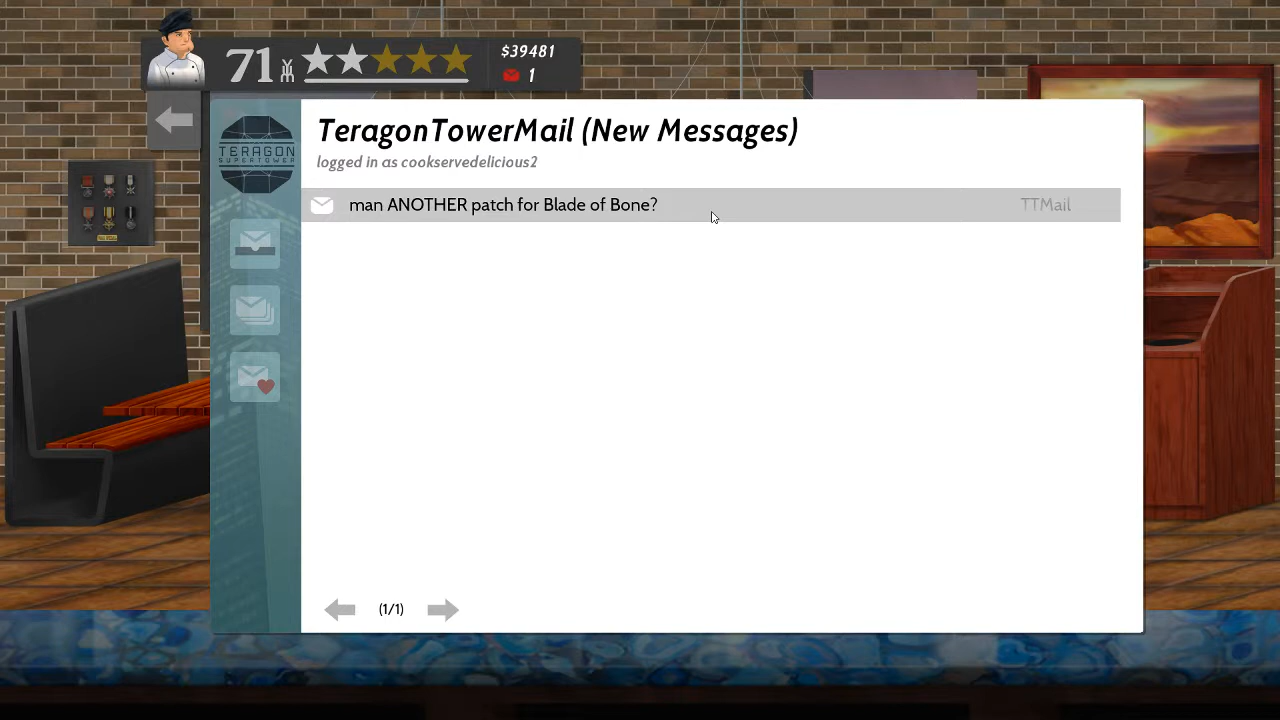 71
$39481
1
TERAGON
SUPERTOWER
TeragonTowerMail (New Messages)
logged in as cookservedelicious2
man ANOTHER patch for Blade of Bone?
TTMail
(1/1)